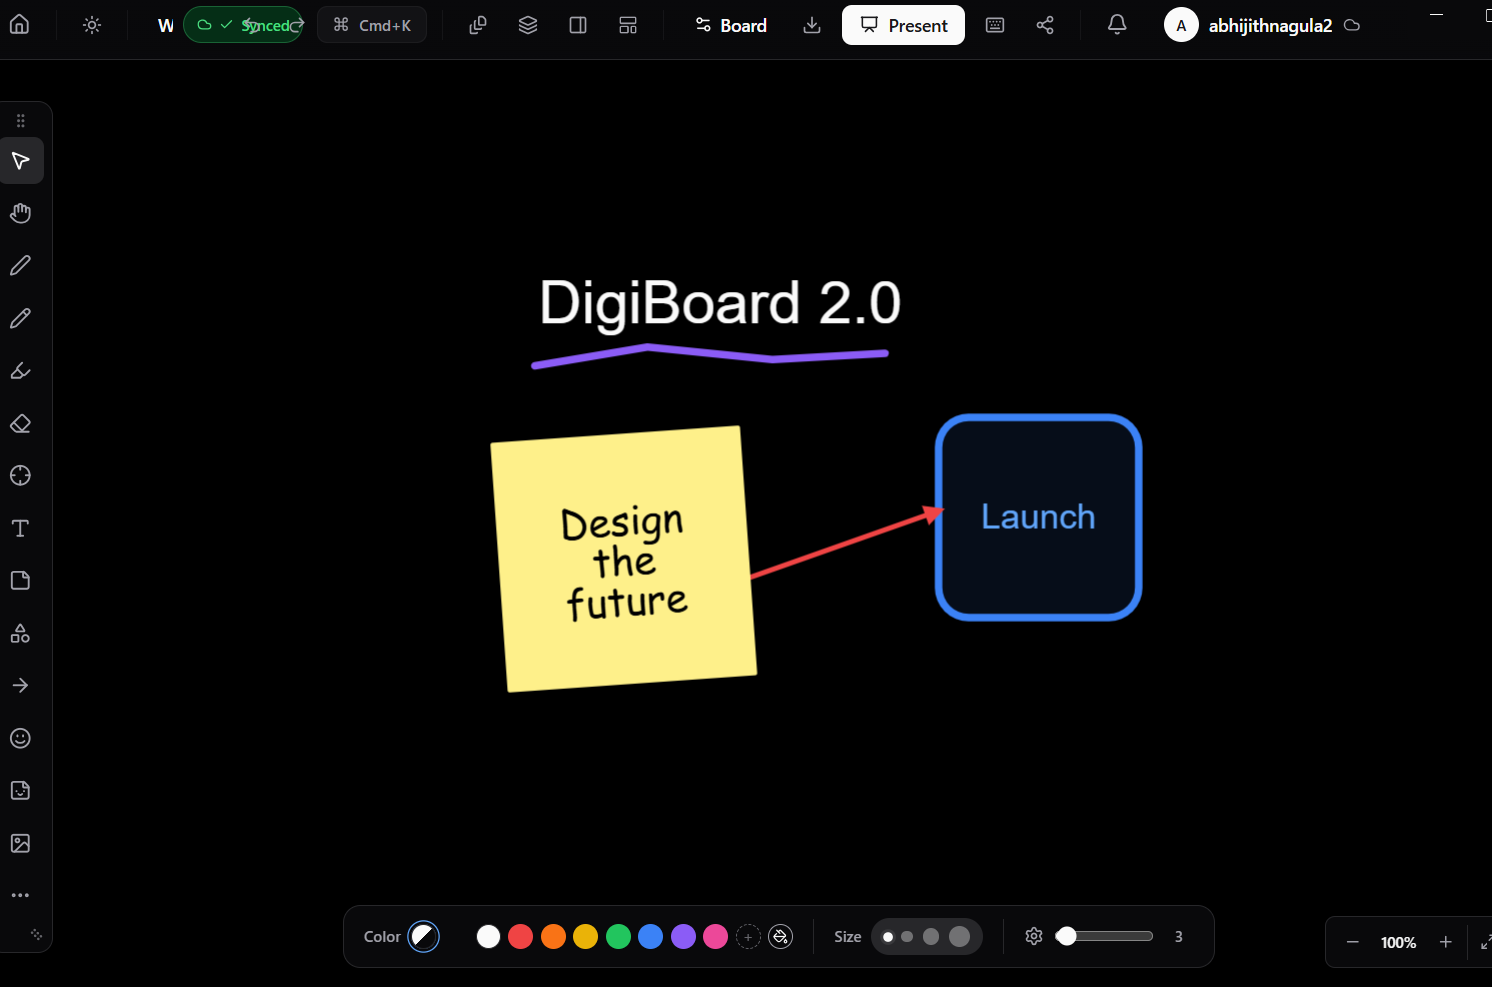 W
Synced
Cmd+K
Board
Present
A
abhijithnagula2
DigiBoard 2.0
Design
the
future
Launch
Color
Size
3
100%